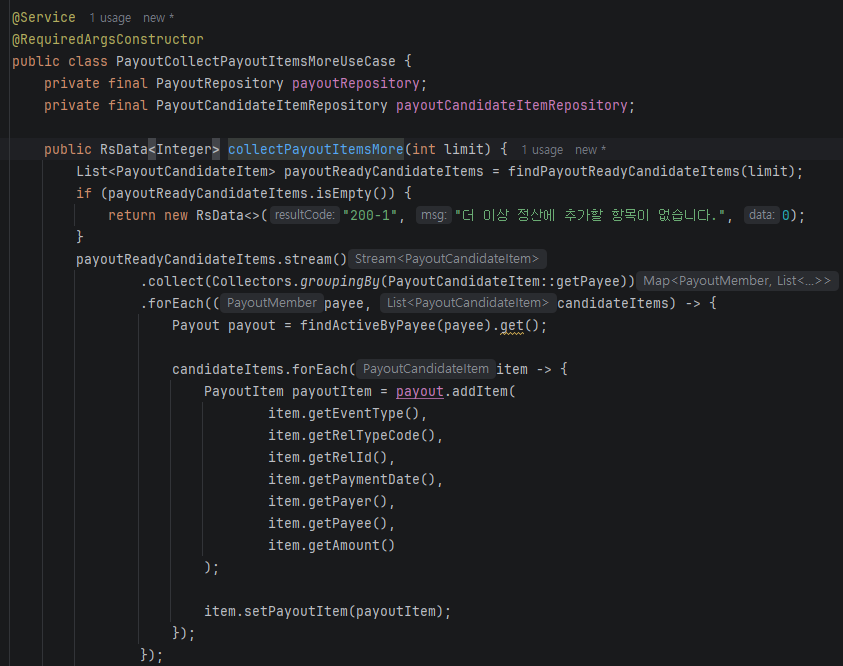 @Service 1 usage new *
@RequiredArgsConstructor
public class PayoutCollectPayoutItemsMoreUseCase {
private final PayoutRepository payoutRepository;
private final PayoutCandidateItemRepository payoutCandidateItemRepository;
public RsData<Integer> collectPayoutItemsMore(int limit) { 1 usage new *
List<PayoutCandidateItem> payoutReadyCandidateItems = findPayoutReadyCandidateItems(limit);
if (payoutReadyCandidateItems.isEmpty()) {
return new RsData<>( resultCode: "200-1", msg: "더 이상 정산에 추가할 항목이 없습니다.", data: 0);
}
payoutReadyCandidateItems.stream() Stream<PayoutCandidateItem>
.collect(Collectors.groupingBy(PayoutCandidateItem::getPayee)) Map<PayoutMember, List<...>>
.forEach(( PayoutMember payee, List<PayoutCandidateItem> candidateItems) -> {
Payout payout = findActiveByPayee(payee).get();
candidateItems.forEach( PayoutCandidateItem item -> {
PayoutItem payoutItem = payout.addItem(
item.getEventType(),
item.getRelTypeCode(),
item.getRelId(),
item.getPaymentDate(),
item.getPayer(),
item.getPayee(),
item.getAmount()
);
item.setPayoutItem(payoutItem);
});
});